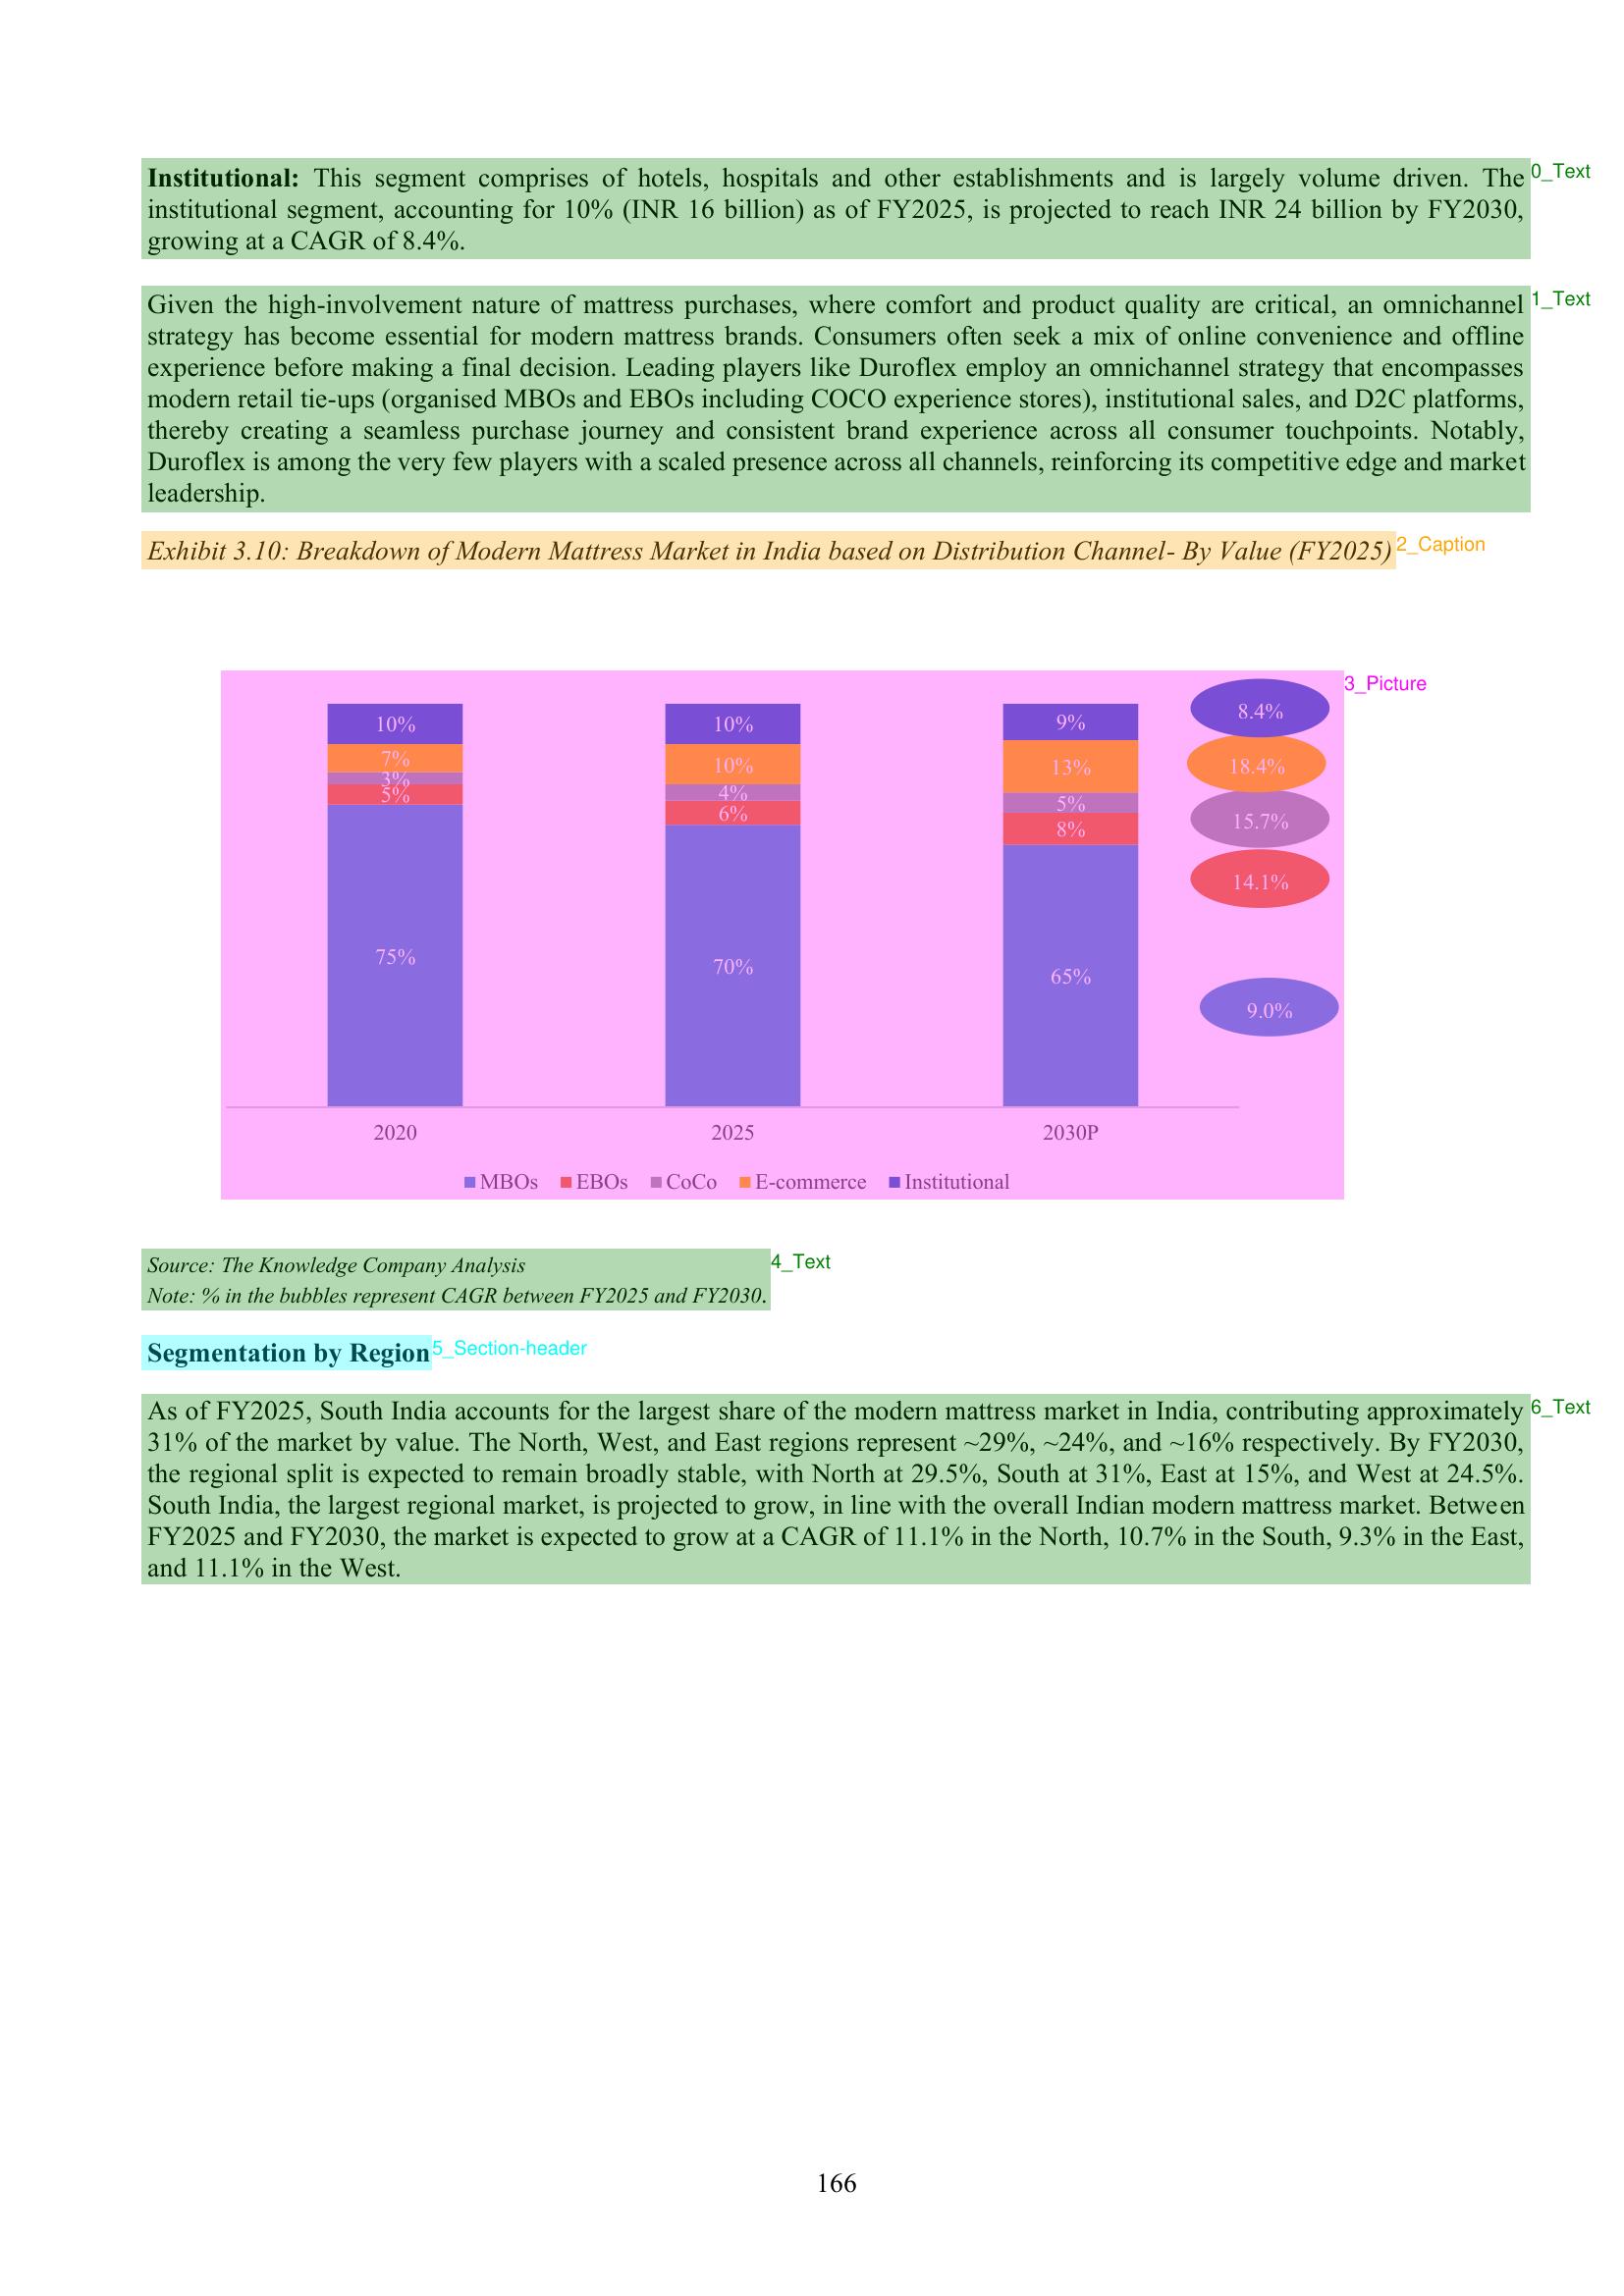 Institutional: This segment comprises of hotels, hospitals and other establishments and is largely volume driven. The
0_Text
institutional segment, accounting for 10% (INR 16 billion) as of FY2025, is projected to reach INR 24 billion by FY2030,
growing at a CAGR of 8.4%.
Given the high-involvement nature of mattress purchases, where comfort and product quality are critical, an omnichannel
1_Text
strategy has become essential for modern mattress brands. Consumers often seek a mix of online convenience and offline
experience before making a final decision. Leading players like Duroflex employ an omnichannel strategy that encompasses
modern retail tie-ups (organised MBOs and EBOs including COCO experience stores), institutional sales, and D2C platforms,
thereby creating a seamless purchase journey and consistent brand experience across all consumer touchpoints. Notably,
Duroflex is among the very few players with a scaled presence across all channels, reinforcing its competitive edge and market
leadership.
Exhibit 3.10: Breakdown of Modern Mattress Market in India based on Distribution Channel- By Value (FY2025)
2_Caption
3_Picture
10% 10% 9% 8.4%
7% 10% 13% 18.4%
3% 4% 5% 15.7%
5% 6% 8% 14.1%
75% 70% 65% 9.0%
2020 2025 2030P
MBOs EBOs CoCo E-commerce Institutional
Source: The Knowledge Company Analysis
4_Text
Note: % in the bubbles represent CAGR between FY2025 and FY2030.
Segmentation by Region
5_Section-header
As of FY2025, South India accounts for the largest share of the modern mattress market in India, contributing approximately
6_Text
31% of the market by value. The North, West, and East regions represent ~29%, ~24%, and ~16% respectively. By FY2030,
the regional split is expected to remain broadly stable, with North at 29.5%, South at 31%, East at 15%, and West at 24.5%.
South India, the largest regional market, is projected to grow, in line with the overall Indian modern mattress market. Between
FY2025 and FY2030, the market is expected to grow at a CAGR of 11.1% in the North, 10.7% in the South, 9.3% in the East,
and 11.1% in the West.
166